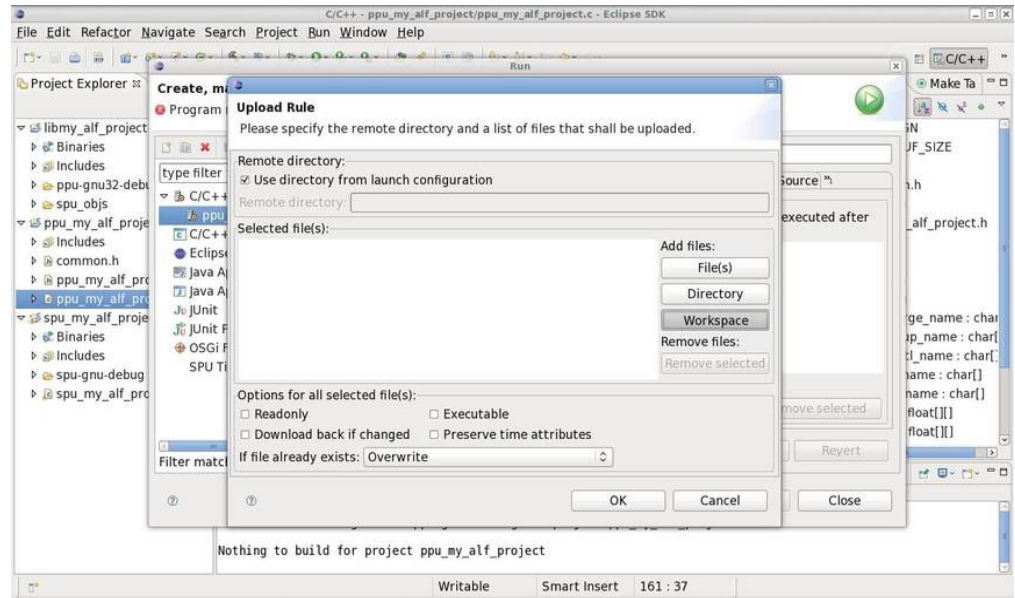 C/C++ - ppu_my_alf_project/ppu_my_alf_project.c - Eclipse SDK
File Edit Refactor Navigate Search Project Run Window Help
C/C++
Run
Project Explorer
Make Ta
libmy_alf_project
Binaries
Includes
ppu-gnu32-debu
spu_objs
ppu_my_alf_proje
Includes
common.h
ppu_my_alf_pro
ppu_my_alf_pro
spu_my_alf_proje
Binaries
Includes
spu-gnu-debug
spu_my_alf_pro
Create, ma
Program
type filter
C/C++
ppu
C/C++
Eclipse
Java A
Java A
JUnit
JUnit P
OSGi F
SPU Ti
Filter match
Upload Rule
Please specify the remote directory and a list of files that shall be uploaded.
Remote directory:
Use directory from launch configuration
Remote directory:
Selected file(s):
Add files:
File(s)
Directory
Workspace
Remove files:
Remove selected
Options for all selected file(s):
Readonly
Executable
Download back if changed
Preserve time attributes
If file already exists: Overwrite
OK
Cancel
Source
executed after
move selected
Revert
Close
GN
UF_SIZE
n.h
_alf_project.h
rge_name : char
up_name : char[
tl_name : char[]
name : char[]
name : char[]
float[][]
float[][]
Nothing to build for project ppu_my_alf_project
Writable
Smart Insert
161 : 37